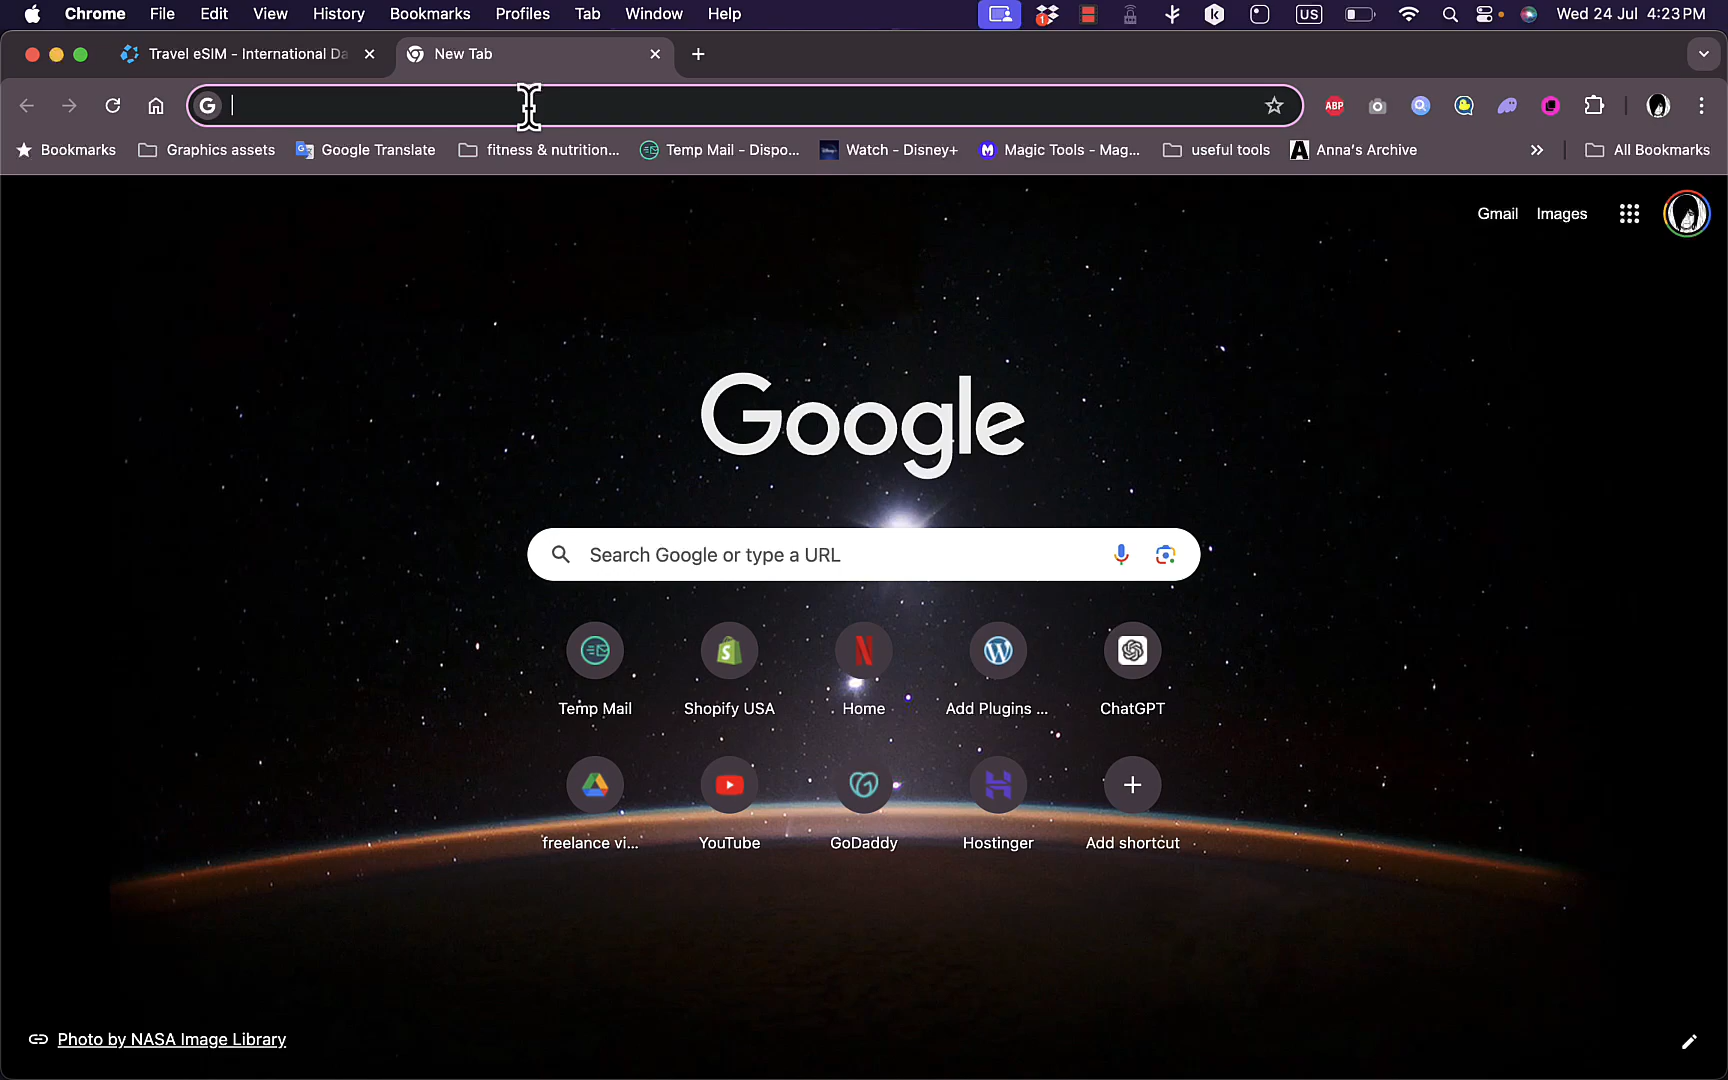 Chrome File Edit View History Bookmarks Profiles Tab Window Help 1 US Wed 24 Jul 4:23 PM
Travel eSIM - International Da
New Tab
Bookmarks Graphics assets Google Translate fitness & nutrition... Temp Mail - Dispo... Watch - Disney+ Magic Tools - Mag... useful tools Anna's Archive All Bookmarks
ABP
Gmail Images
Google
Search Google or type a URL
Temp Mail Shopify USA Home Add Plugins ... ChatGPT
freelance vi... YouTube GoDaddy Hostinger Add shortcut
Photo by NASA Image Library